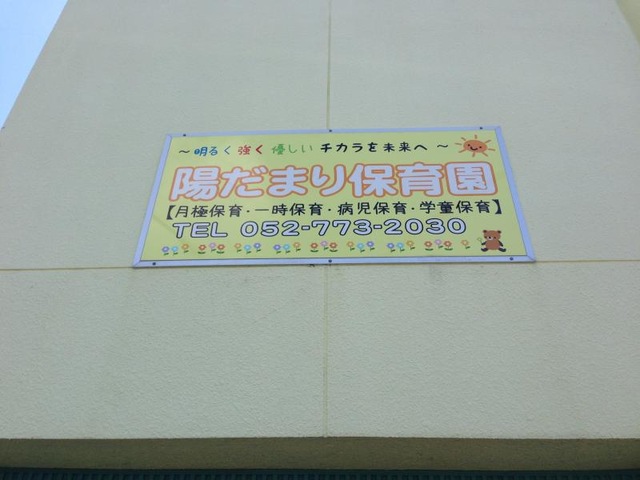 ～明るく 強く 優しい チカラを未来へ～
陽だまり保育園
【月極保育・一時保育・病児保育・学童保育】
TEL 052-773-2030